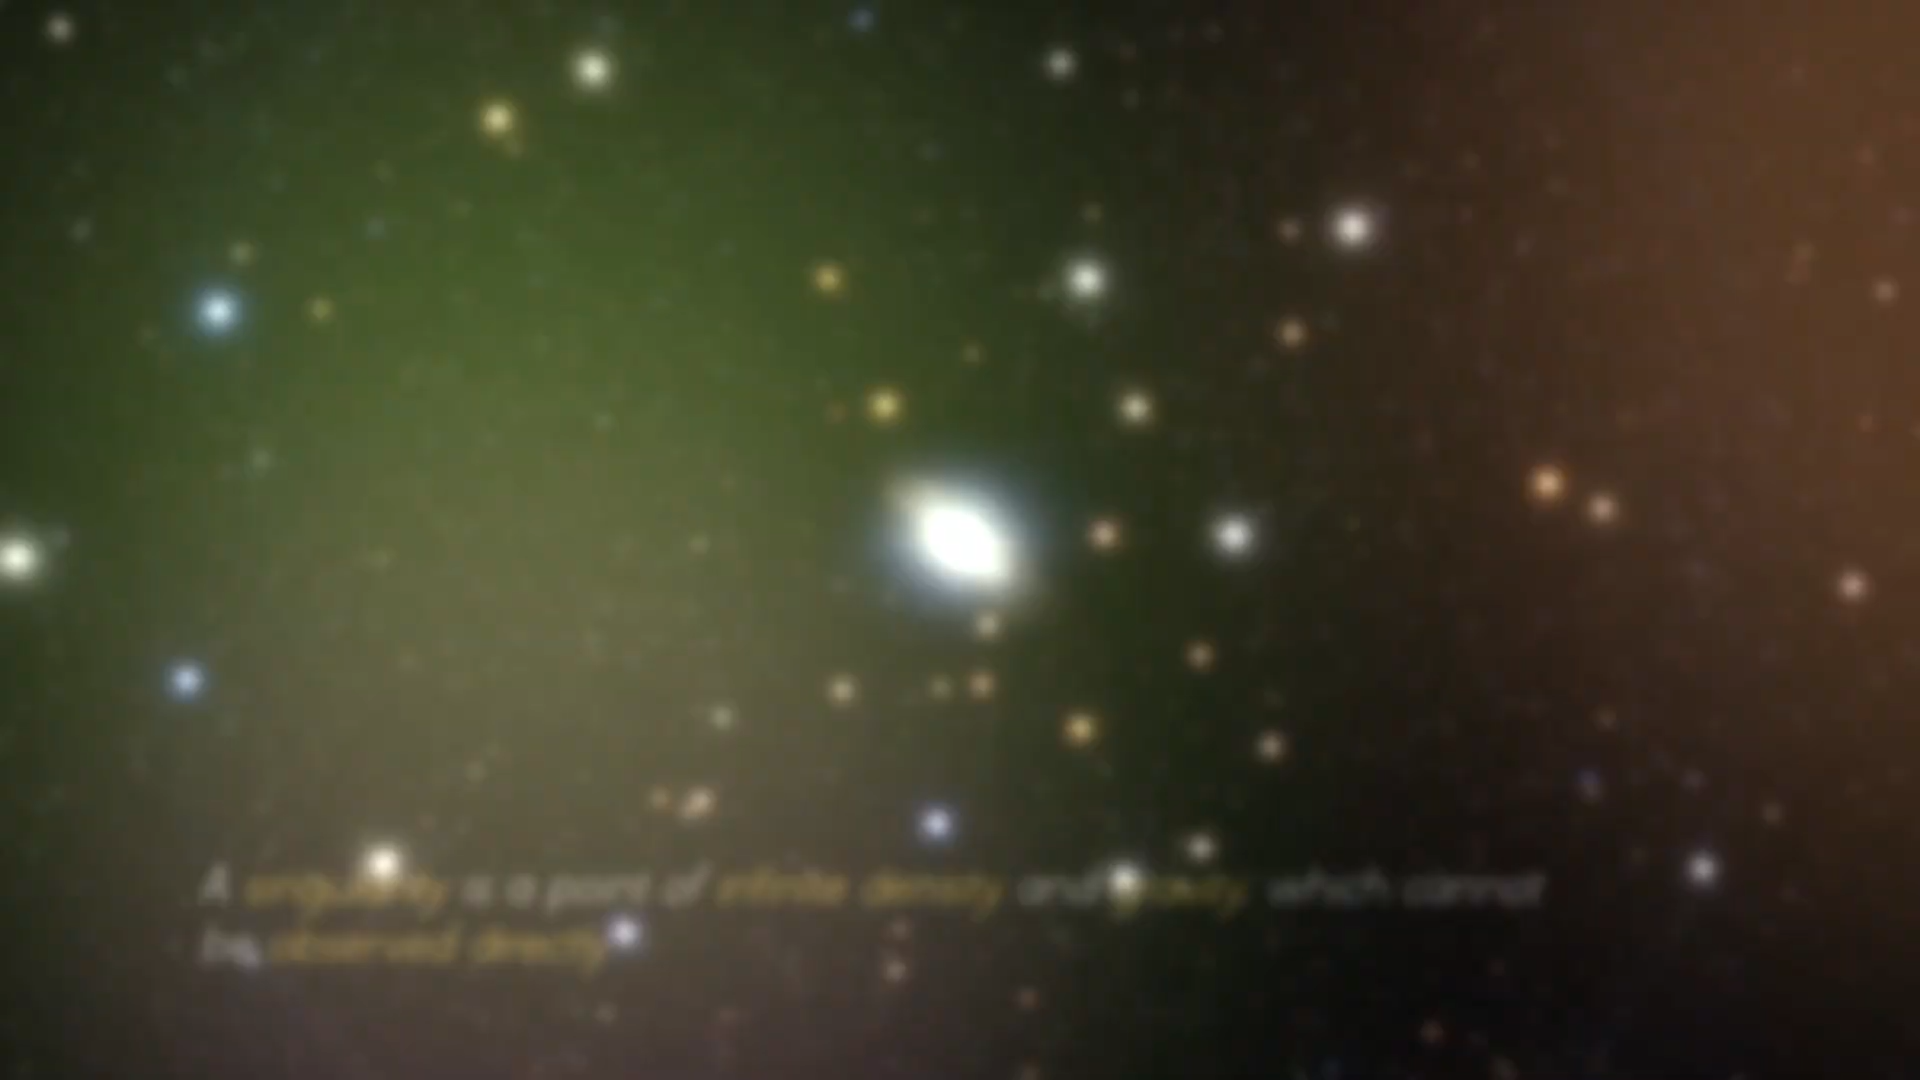 A singularity is a point of infinite density and gravity which cannot
be observed directly